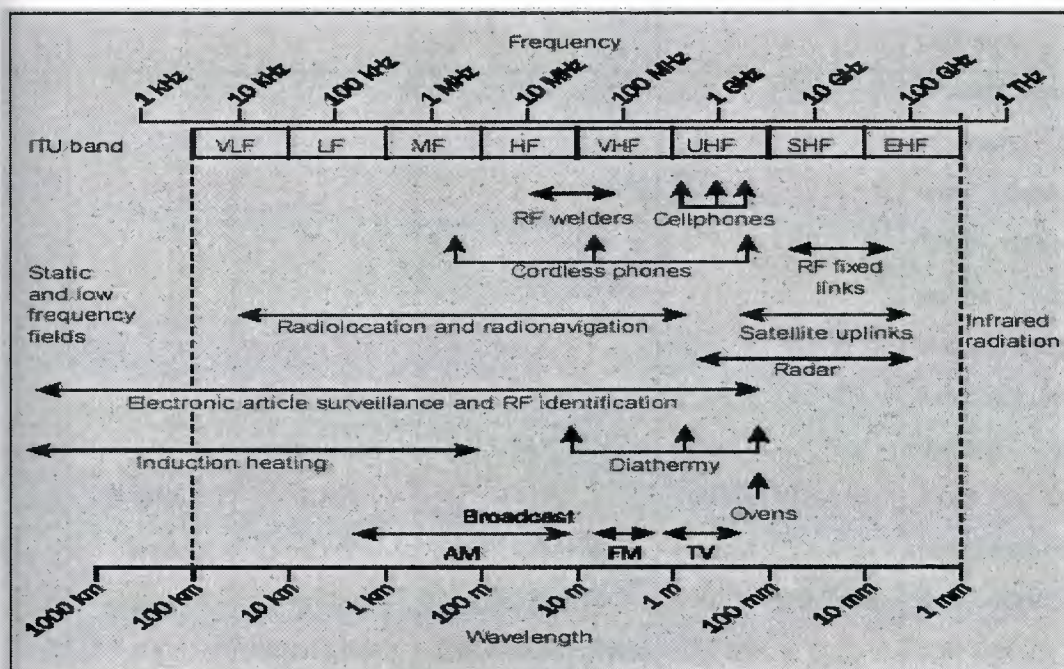 Frequency
1 kHz 10 kHz 100 kHz 1 MHz 10 MHz 100 MHz 1 GHz 10 GHz 100 GHz 1 THz
ITU band VLF LF MF HF VHF UHF SHF EHF
RF welders Cellphones
Cordless phones RF fixed
links
Static
and low
frequency
fields
Radiolocation and radionavigation Satellite uplinks Infrared
radiation
Radar
Electronic article surveillance and RF identification
Induction heating Diathermy
Broadcast Ovens
AM FM TV
1000 km 100 km 10 km 1 km 100 m 10 m 1 m 100 mm 10 mm 1 mm
Wavelength